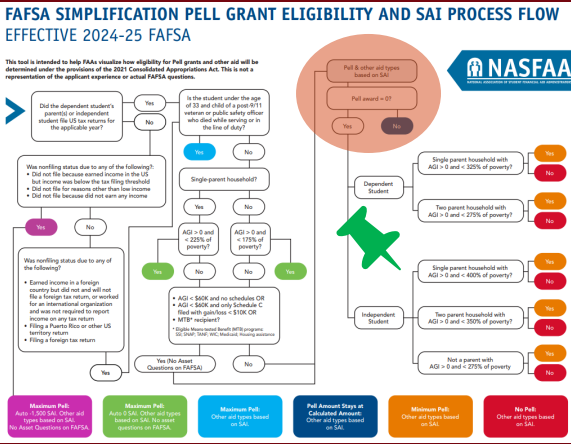 FAFSA SIMPLIFICATION PELL GRANT ELIGIBILITY AND SAI PROCESS FLOW
EFFECTIVE 2024-25 FAFSA
This tool is intended to help FAAs visualize how eligibility for Pell grants and other aid will be
determined under the provisions of the 2021 Consolidated Appropriations Act. This is not a
representation of the applicant experience or actual FAFSA questions.
NASFAA
NATIONAL ASSOCIATION OF STUDENT FINANCIAL AID ADMINISTRATORS
Did the dependent student's
parent(s) or independent
student file US tax returns for
the applicable year?
Yes
No
Is the student under the age
of 33 and child of a post-9/11
veteran or public safety officer
who died while serving or in
the line of duty?
Yes
No
Pell & other aid types
based on SAI
Pell award = 0?
Yes
No
Was nonfiling status due to any of the following?:
• Did not file because earned income in the US
but income was below the tax filing threshold
• Did not file for reasons other than low income
• Did not file because did not earn any income
Yes
No
Single-parent household?
Yes
No
AGI > 0 and
< 225% of
poverty?
AGI > 0 and
< 175% of
poverty?
Yes
No
No
Yes
Was nonfiling status due to any of
the following?
• Earned income in a foreign
country but did not and will not
file a foreign tax return, or worked
for an international organization
and was not required to report
income on any tax return
• Filing a Puerto Rico or other US
territory return
• Filing a foreign tax return
Yes
• AGI < $60K and no schedules OR
• AGI < $60K and only Schedule C
filed with gain/loss < $10K OR
• MTB* recipient?
* Eligible Means-tested Benefit (MTB) programs:
SSI, SNAP, TANF, WIC, Medicaid, Housing assistance
Yes (No Asset
Questions on FAFSA)
No
Dependent
Student
Single parent household with
AGI > 0 and < 325% of poverty?
Yes
No
Two parent household with
AGI > 0 and < 275% of poverty?
Yes
No
Independent
Student
Single parent household with
AGI > 0 and < 400% of poverty?
Yes
No
Two parent household with
AGI > 0 and < 350% of poverty?
Yes
No
Not a parent with
AGI > 0 and < 275% of poverty?
Yes
No
Maximum Pell:
Auto -1,500 SAI. Other aid
types based on SAI.
No Asset Questions on FAFSA.
Maximum Pell:
Auto 0 SAI. Other aid types
based on SAI. No asset
questions on FAFSA.
Maximum Pell:
Other aid types based
on SAI.
Pell Amount Stays at
Calculated Amount:
Other aid types based
on SAI.
Minimum Pell:
Other aid types based
on SAI.
No Pell:
Other aid types based
on SAI.